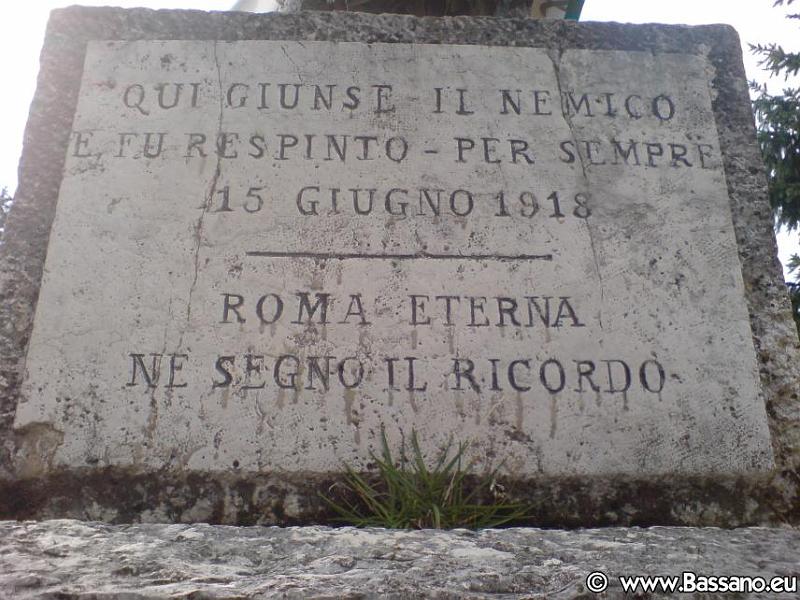 QUI GIUNSE IL NEMICO
E FU RESPINTO - PER SEMPRE
15 GIUGNO 1918
ROMA ETERNA
NE SEGNO IL RICORDO
© www.Bassano.eu